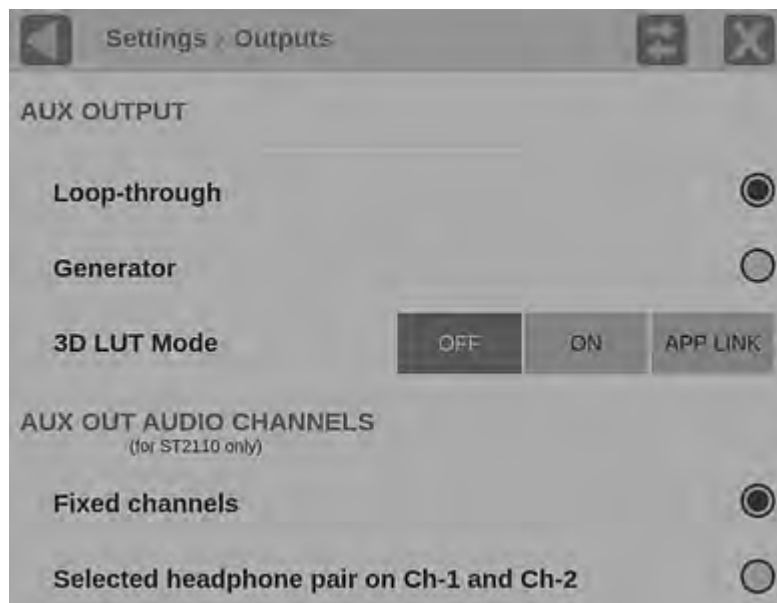 Settings › Outputs
AUX OUTPUT
Loop-through
Generator
3D LUT Mode
OFF
ON
APP LINK
AUX OUT AUDIO CHANNELS
(for ST2110 only)
Fixed channels
Selected headphone pair on Ch-1 and Ch-2